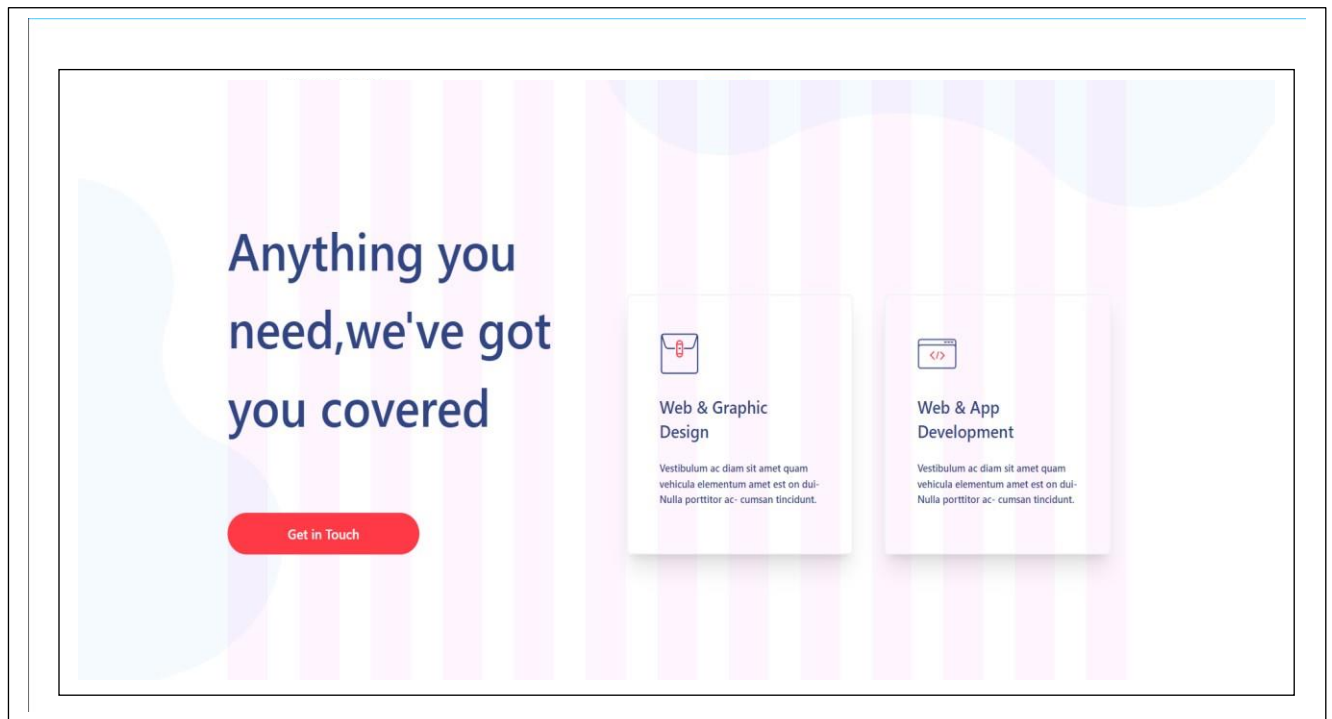 Anything you
need,we've got
you covered
Get in Touch
Web & Graphic
Design
Vestibulum ac diam sit amet quam
vehicula elementum amet est on dui-
Nulla porttitor ac- cumsan tincidunt.
</>
Web & App
Development
Vestibulum ac diam sit amet quam
vehicula elementum amet est on dui-
Nulla porttitor ac- cumsan tincidunt.